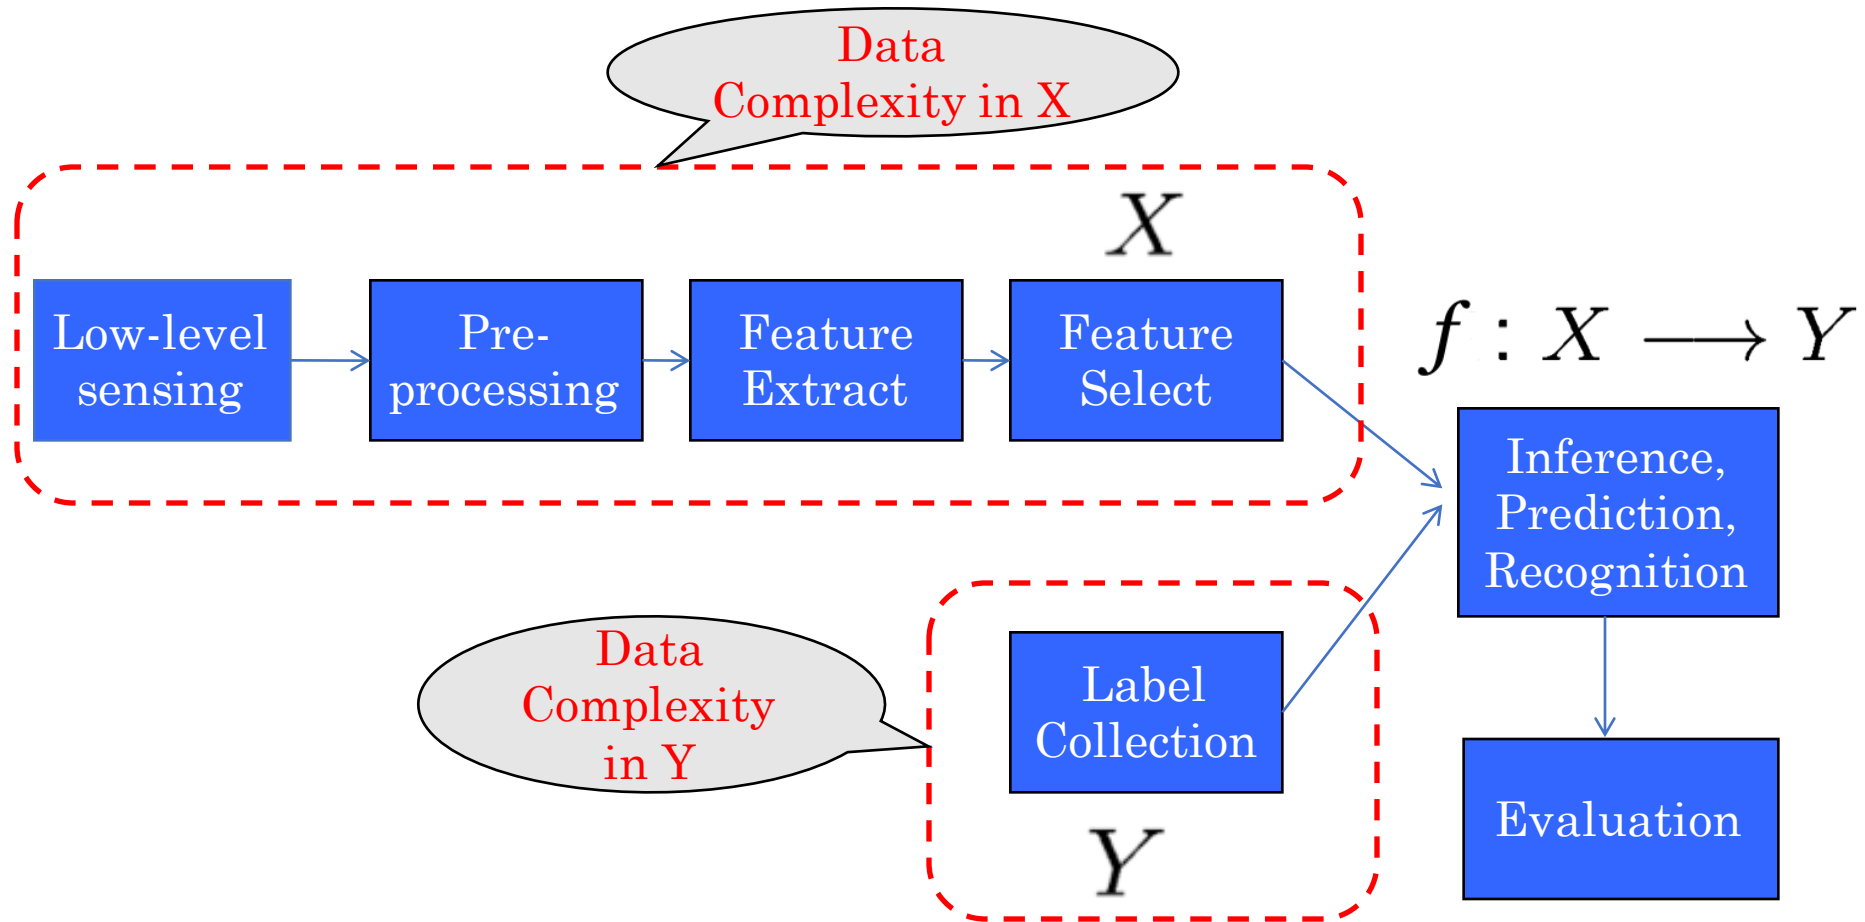 Data
Complexity in X
X
Low-level
sensing
Pre-
processing
Feature
Extract
Feature
Select
f : X ⟶ Y
Inference,
Prediction,
Recognition
Data
Complexity
in Y
Label
Collection
Y
Evaluation